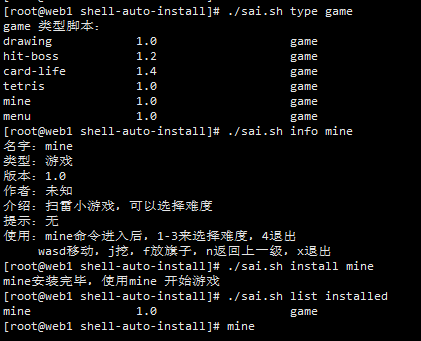 [root@web1 shell-auto-install]# ./sai.sh type game
game 类型脚本：
drawing 1.0 game
hit-boss 1.2 game
card-life 1.4 game
tetris 1.0 game
mine 1.0 game
menu 1.0 game
[root@web1 shell-auto-install]# ./sai.sh info mine
名字：mine
类型：游戏
版本：1.0
作者：未知
介绍：扫雷小游戏，可以选择难度
提示：无
使用：mine命令进入后，1-3来选择难度，4退出
wasd移动，j挖，f放旗子，n返回上一级，x退出
[root@web1 shell-auto-install]# ./sai.sh install mine
mine安装完毕，使用mine 开始游戏
[root@web1 shell-auto-install]# ./sai.sh list installed
mine 1.0 game
[root@web1 shell-auto-install]# mine